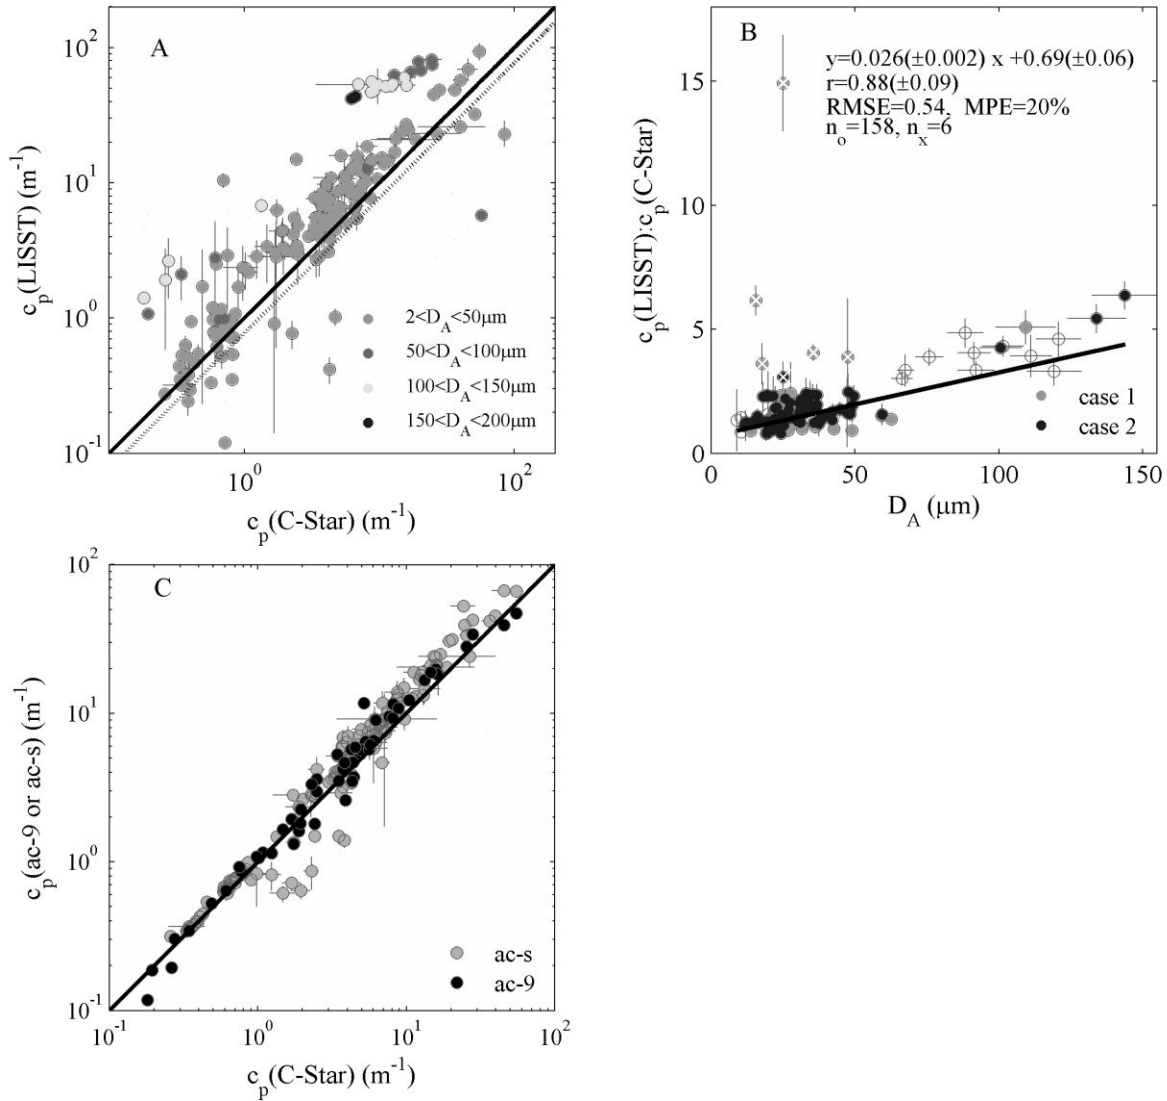 A
c_p(LISST) (m^-1)
10^2
10^1
10^0
10^-1
2<D_A<50μm
50<D_A<100μm
100<D_A<150μm
150<D_A<200μm
10^0
10^2
c_p(C-Star) (m^-1)
B
c_p(LISST):c_p(C-Star)
y=0.026(±0.002) x +0.69(±0.06)
r=0.88(±0.09)
RMSE=0.54, MPE=20%
n_o=158, n_x=6
15
10
5
0
case 1
case 2
0
50
100
150
D_A (μm)
C
c_p(ac-9 or ac-s) (m^-1)
10^2
10^1
10^0
10^-1
ac-s
ac-9
10^-1
10^0
10^1
10^2
c_p(C-Star) (m^-1)